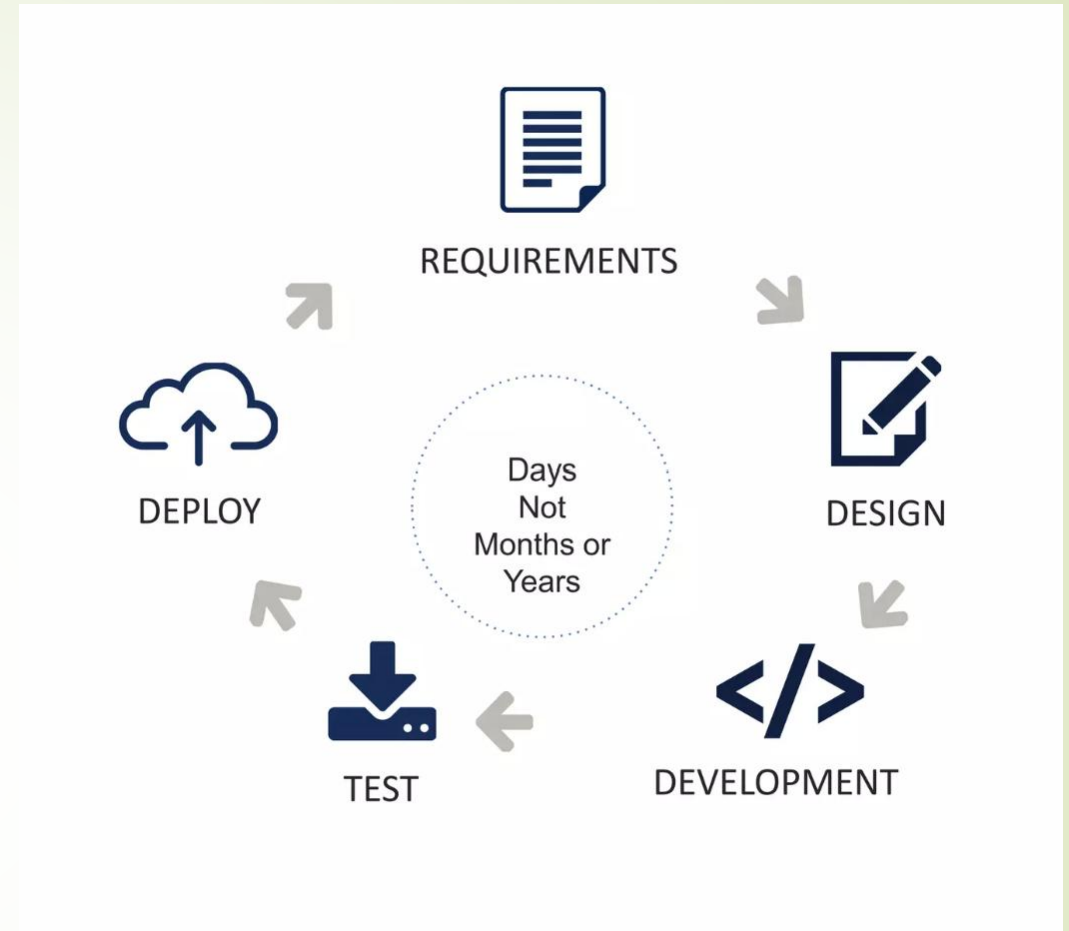 REQUIREMENTS
DESIGN
DEVELOPMENT
TEST
DEPLOY
Days
Not
Months or
Years